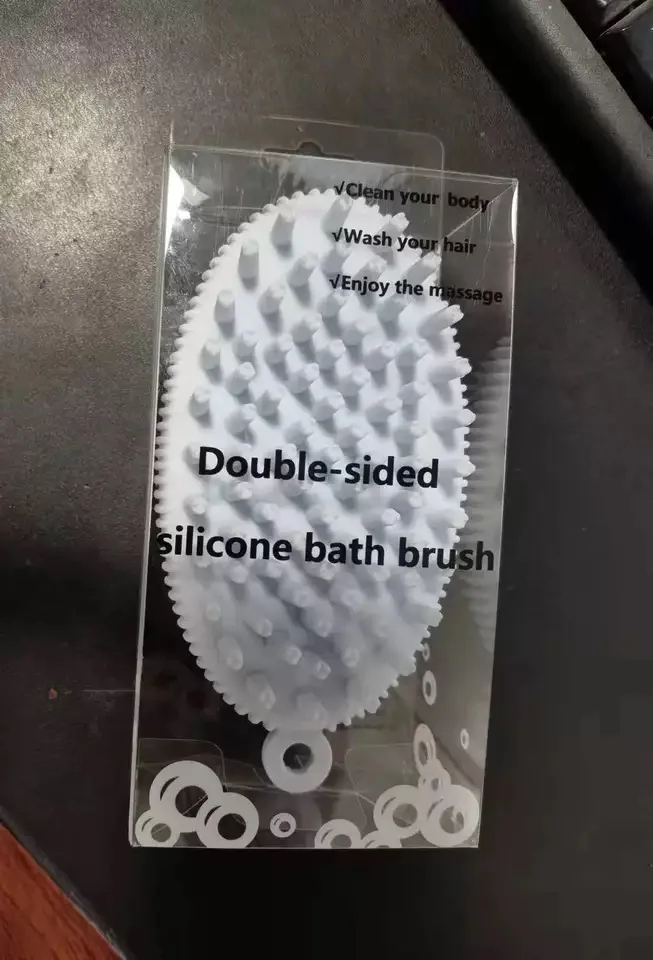 √Clean your body
√Wash your hair
√Enjoy the massage
Double-sided
silicone bath brush